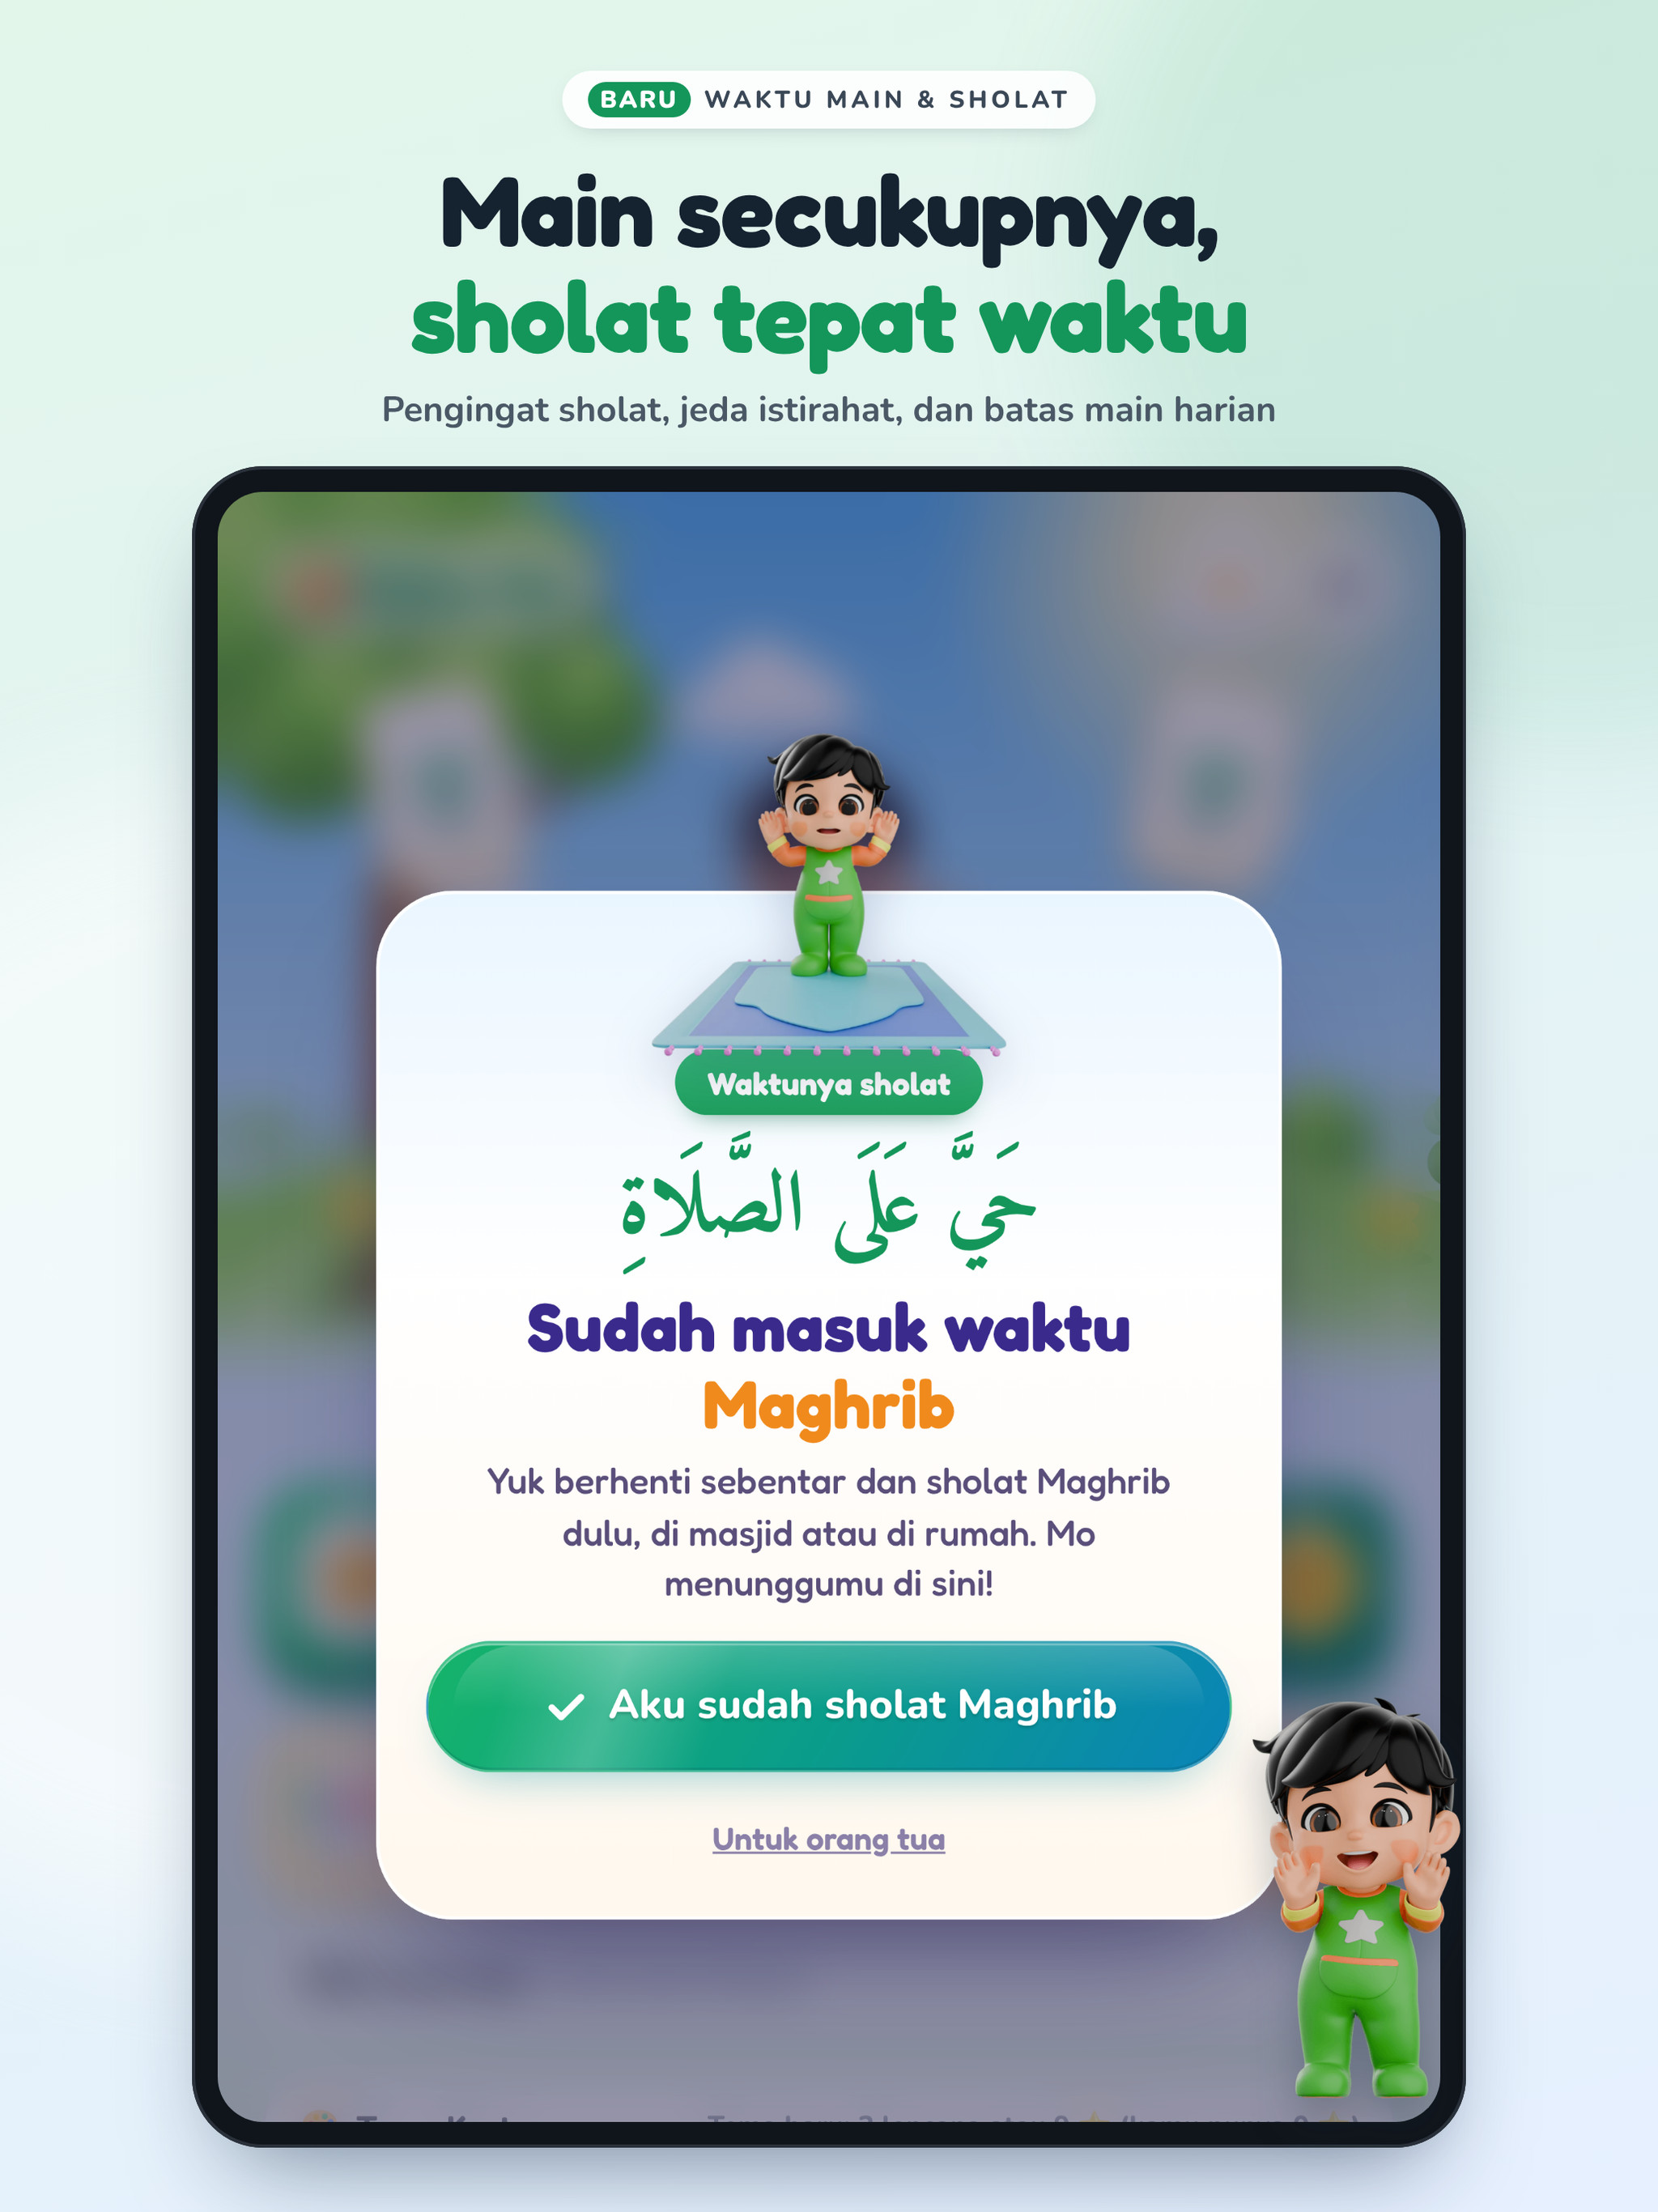 BARU WAKTU MAIN & SHOLAT
Main secukupnya,
sholat tepat waktu
Pengingat sholat, jeda istirahat, dan batas main harian
Waktunya sholat
حَيَّ عَلَى الصَّلَاةِ
Sudah masuk waktu
Maghrib
Yuk berhenti sebentar dan sholat Maghrib
dulu, di masjid atau di rumah. Mo
menunggumu di sini!
Aku sudah sholat Maghrib
Untuk orang tua